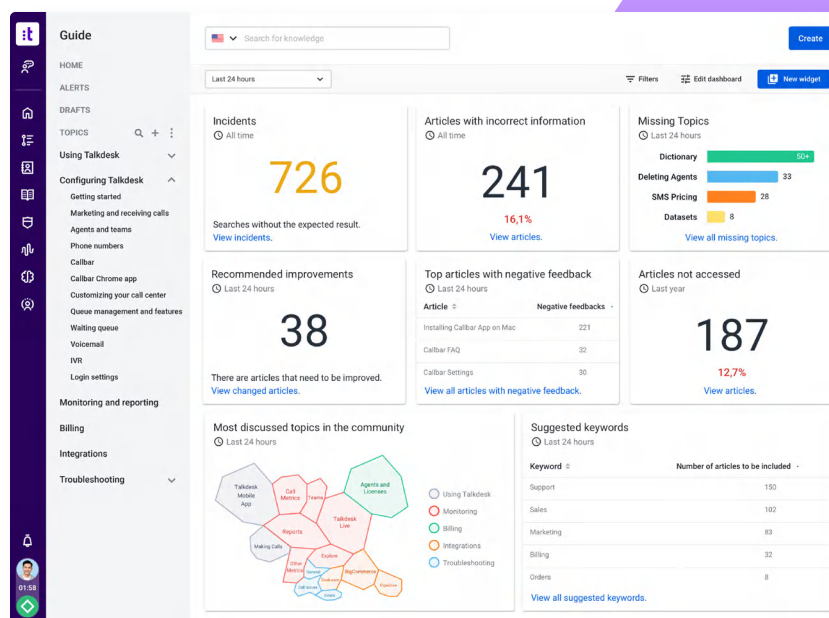 :t
Guide
Search for knowledge
Create
HOME
ALERTS
DRAFTS
TOPICS
Using Talkdesk
Configuring Talkdesk
Getting started
Marketing and receiving calls
Agents and teams
Phone numbers
Callbar
Callbar Chrome app
Customizing your call center
Queue management and features
Waiting queue
Voicemail
IVR
Login settings
Monitoring and reporting
Billing
Integrations
Troubleshooting
01:58
Last 24 hours
Filters
Edit dashboard
New widget
Incidents
All time
726
Searches without the expected result.
View incidents.
Articles with incorrect information
All time
241
16,1%
View articles.
Missing Topics
Last 24 hours
Dictionary 50+
Deleting Agents 33
SMS Pricing 28
Datasets 8
View all missing topics.
Recommended improvements
Last 24 hours
38
There are articles that need to be improved.
View changed articles.
Top articles with negative feedback
Last 24 hours
Article Negative feedbacks
Installing Callbar App on Mac 221
Callbar FAQ 32
Callbar Settings 30
View all articles with negative feedback.
Articles not accessed
Last year
187
12,7%
View articles.
Most discussed topics in the community
Last 24 hours
Talkdesk
Mobile
App
Call
Metrics
Teams
Agents and
Licenses
Talkdesk
Live
Reports
Making Calls
Explore
Other
Metrics
BigCommerce
Using Talkdesk
Monitoring
Billing
Integrations
Troubleshooting
Suggested keywords
Last 24 hours
Keyword Number of articles to be included
Support 150
Sales 102
Marketing 83
Billing 32
Orders 8
View all suggested keywords.